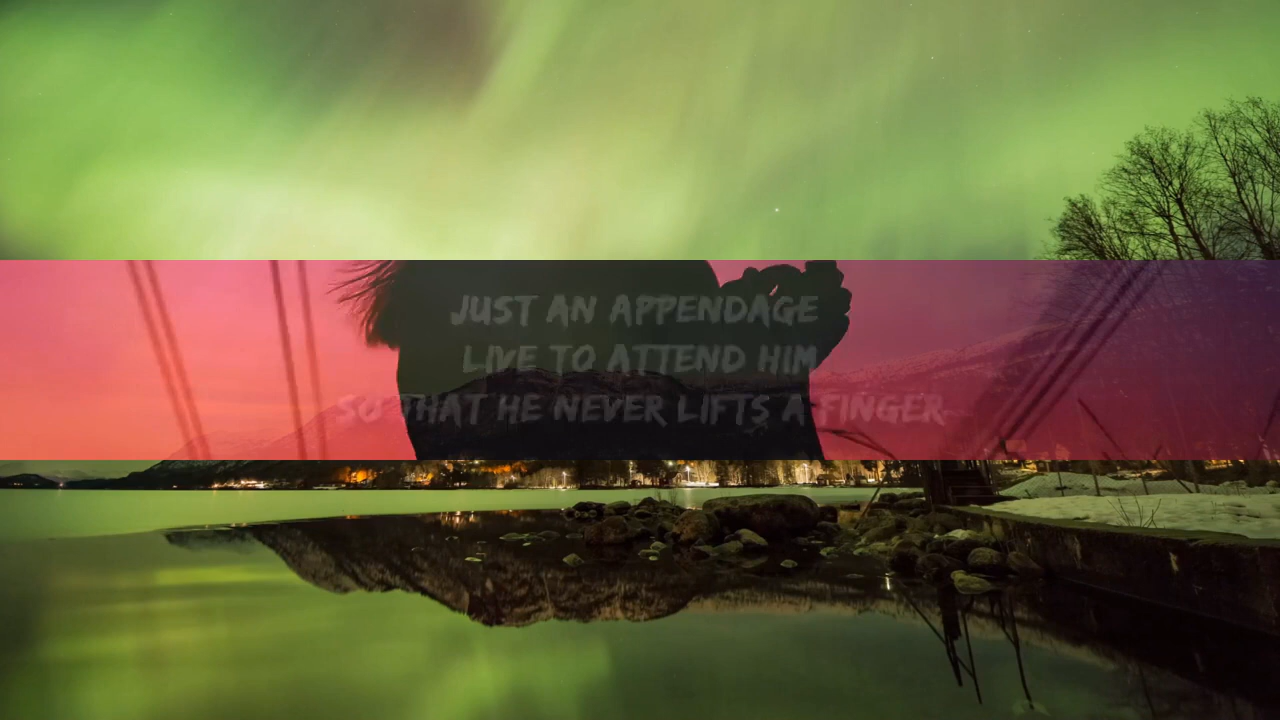 JUST AN APPENDAGE
LIVE TO ATTEND HIM
SO THAT HE NEVER LIFTS A FINGER